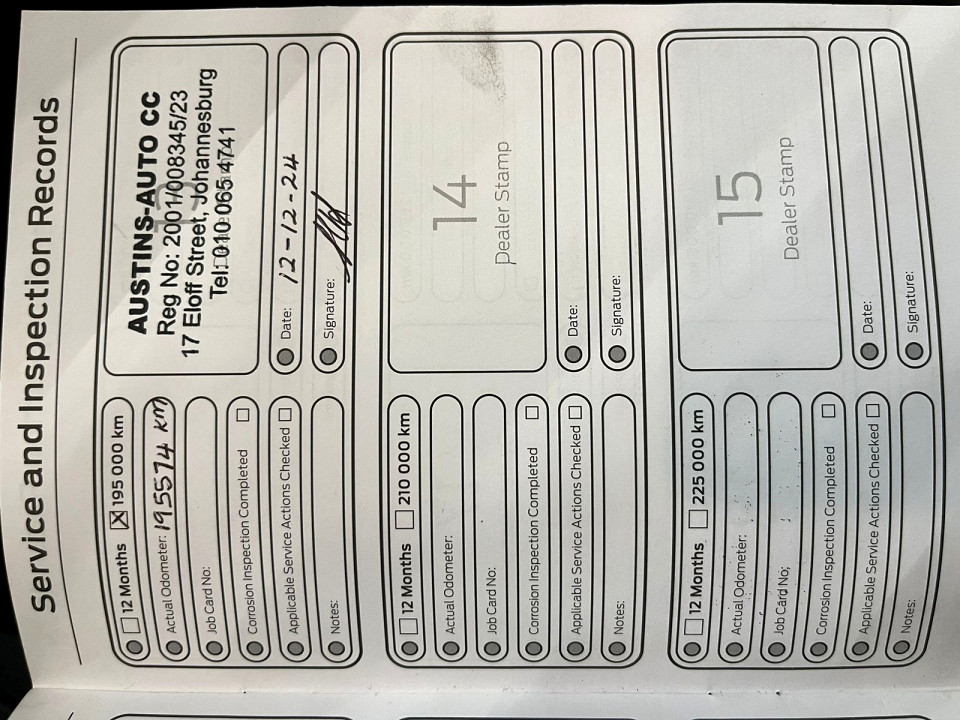 Service and Inspection Records
12 Months ☒ 195 000 km
Actual Odometer: 195574 km
Job Card No:
Corrosion Inspection Completed
Applicable Service Actions Checked
Notes:
AUSTINS-AUTO CC
Reg No: 2001/008345/23
17 Eloff Street, Johannesburg
Tel: 010 065 4741
Date: 12-12-24
Signature:
12 Months 210 000 km
Actual Odometer:
Job Card No:
Corrosion Inspection Completed
Applicable Service Actions Checked
Notes:
14
Dealer Stamp
Date:
Signature:
12 Months 225 000 km
Actual Odometer:
Job Card No:
Corrosion Inspection Completed
Applicable Service Actions Checked
Notes:
15
Dealer Stamp
Date:
Signature: